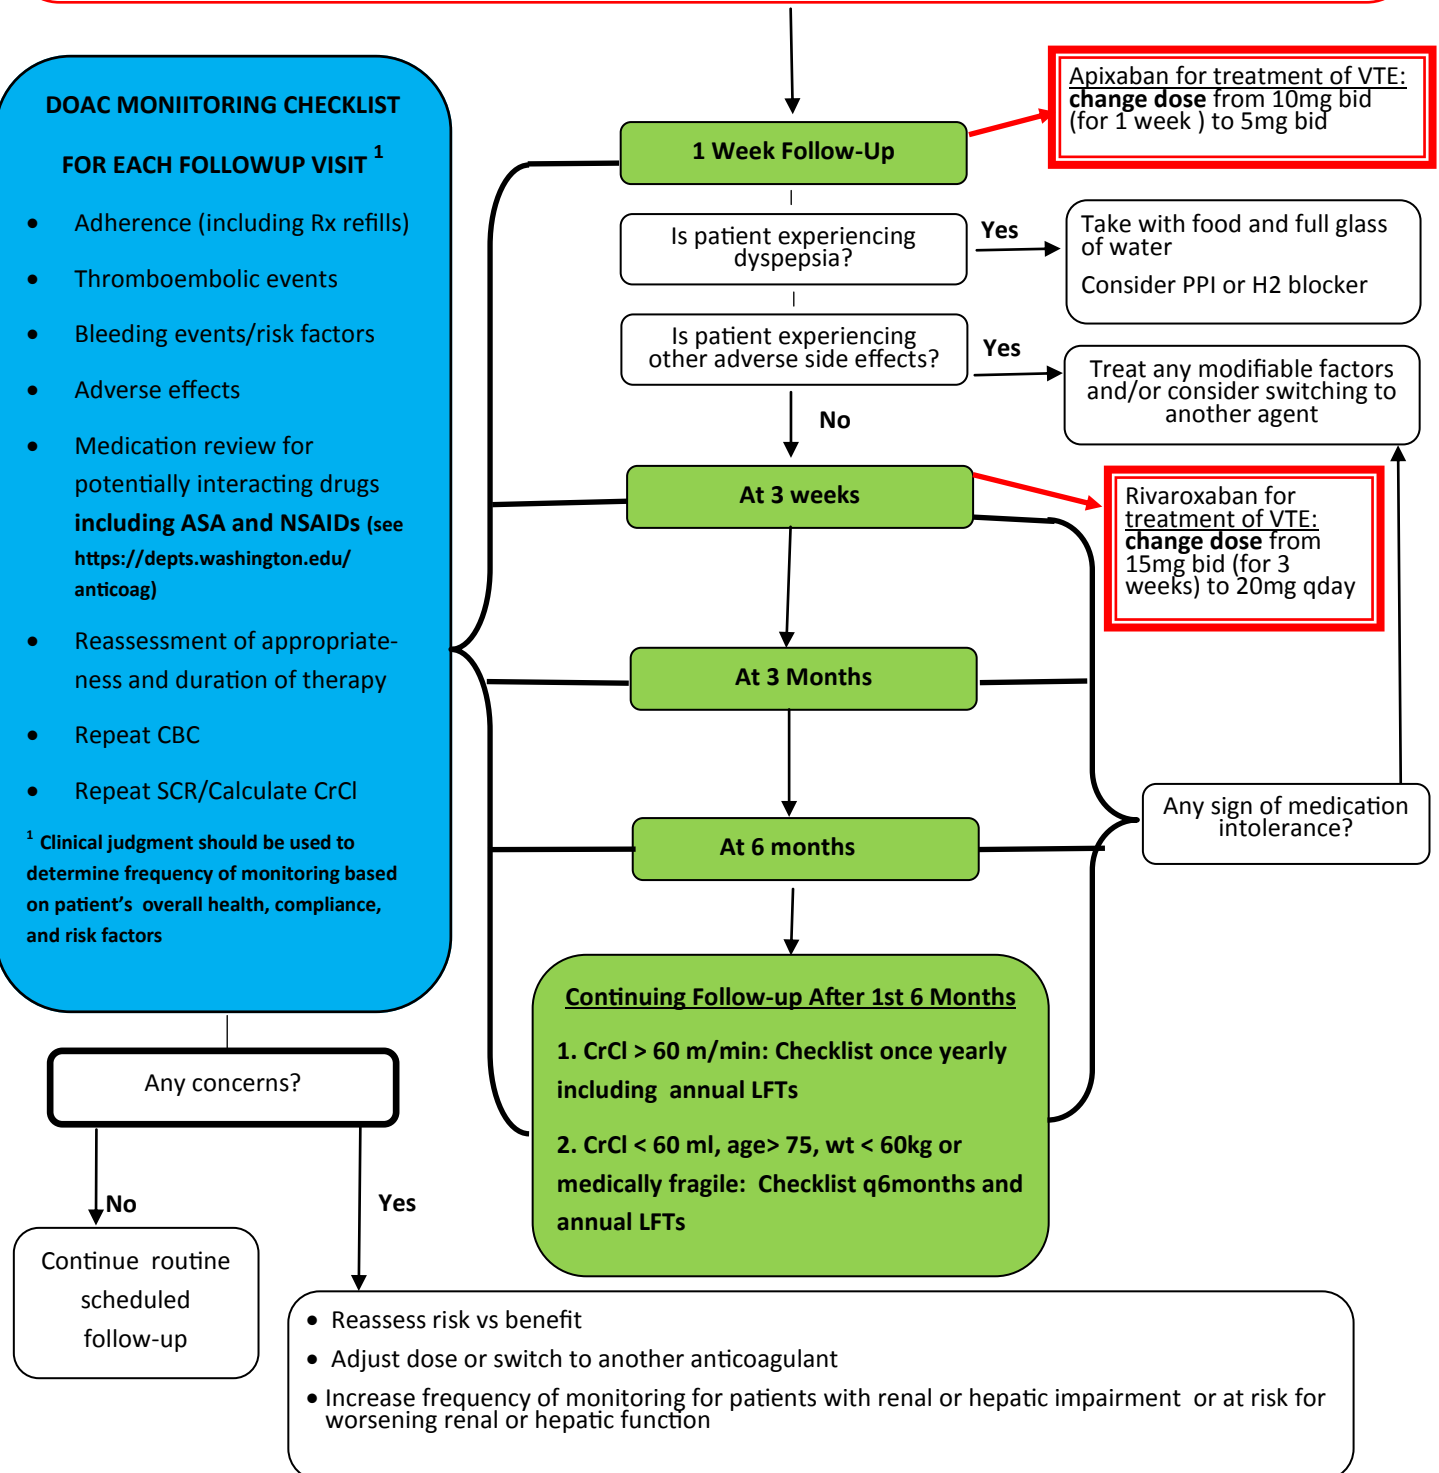 DOAC MONIITORING CHECKLIST
FOR EACH FOLLOWUP VISIT 1
• Adherence (including Rx refills)
• Thromboembolic events
• Bleeding events/risk factors
• Adverse effects
• Medication review for
potentially interacting drugs
including ASA and NSAIDs (see
https://depts.washington.edu/
anticoag)
• Reassessment of appropriate-
ness and duration of therapy
• Repeat CBC
• Repeat SCR/Calculate CrCl
1 Clinical judgment should be used to
determine frequency of monitoring based
on patient's overall health, compliance,
and risk factors
Any concerns?
No
Yes
Continue routine
scheduled
follow-up
• Reassess risk vs benefit
• Adjust dose or switch to another anticoagulant
• Increase frequency of monitoring for patients with renal or hepatic impairment or at risk for
worsening renal or hepatic function
1 Week Follow-Up
Apixaban for treatment of VTE:
change dose from 10mg bid
(for 1 week ) to 5mg bid
Is patient experiencing
dyspepsia?
Yes
Take with food and full glass
of water
Consider PPI or H2 blocker
Is patient experiencing
other adverse side effects?
Yes
Treat any modifiable factors
and/or consider switching to
another agent
No
At 3 weeks
Rivaroxaban for
treatment of VTE:
change dose from
15mg bid (for 3
weeks) to 20mg qday
At 3 Months
At 6 months
Any sign of medication
intolerance?
Continuing Follow-up After 1st 6 Months
1. CrCl > 60 m/min: Checklist once yearly
including annual LFTs
2. CrCl < 60 ml, age> 75, wt < 60kg or
medically fragile: Checklist q6months and
annual LFTs